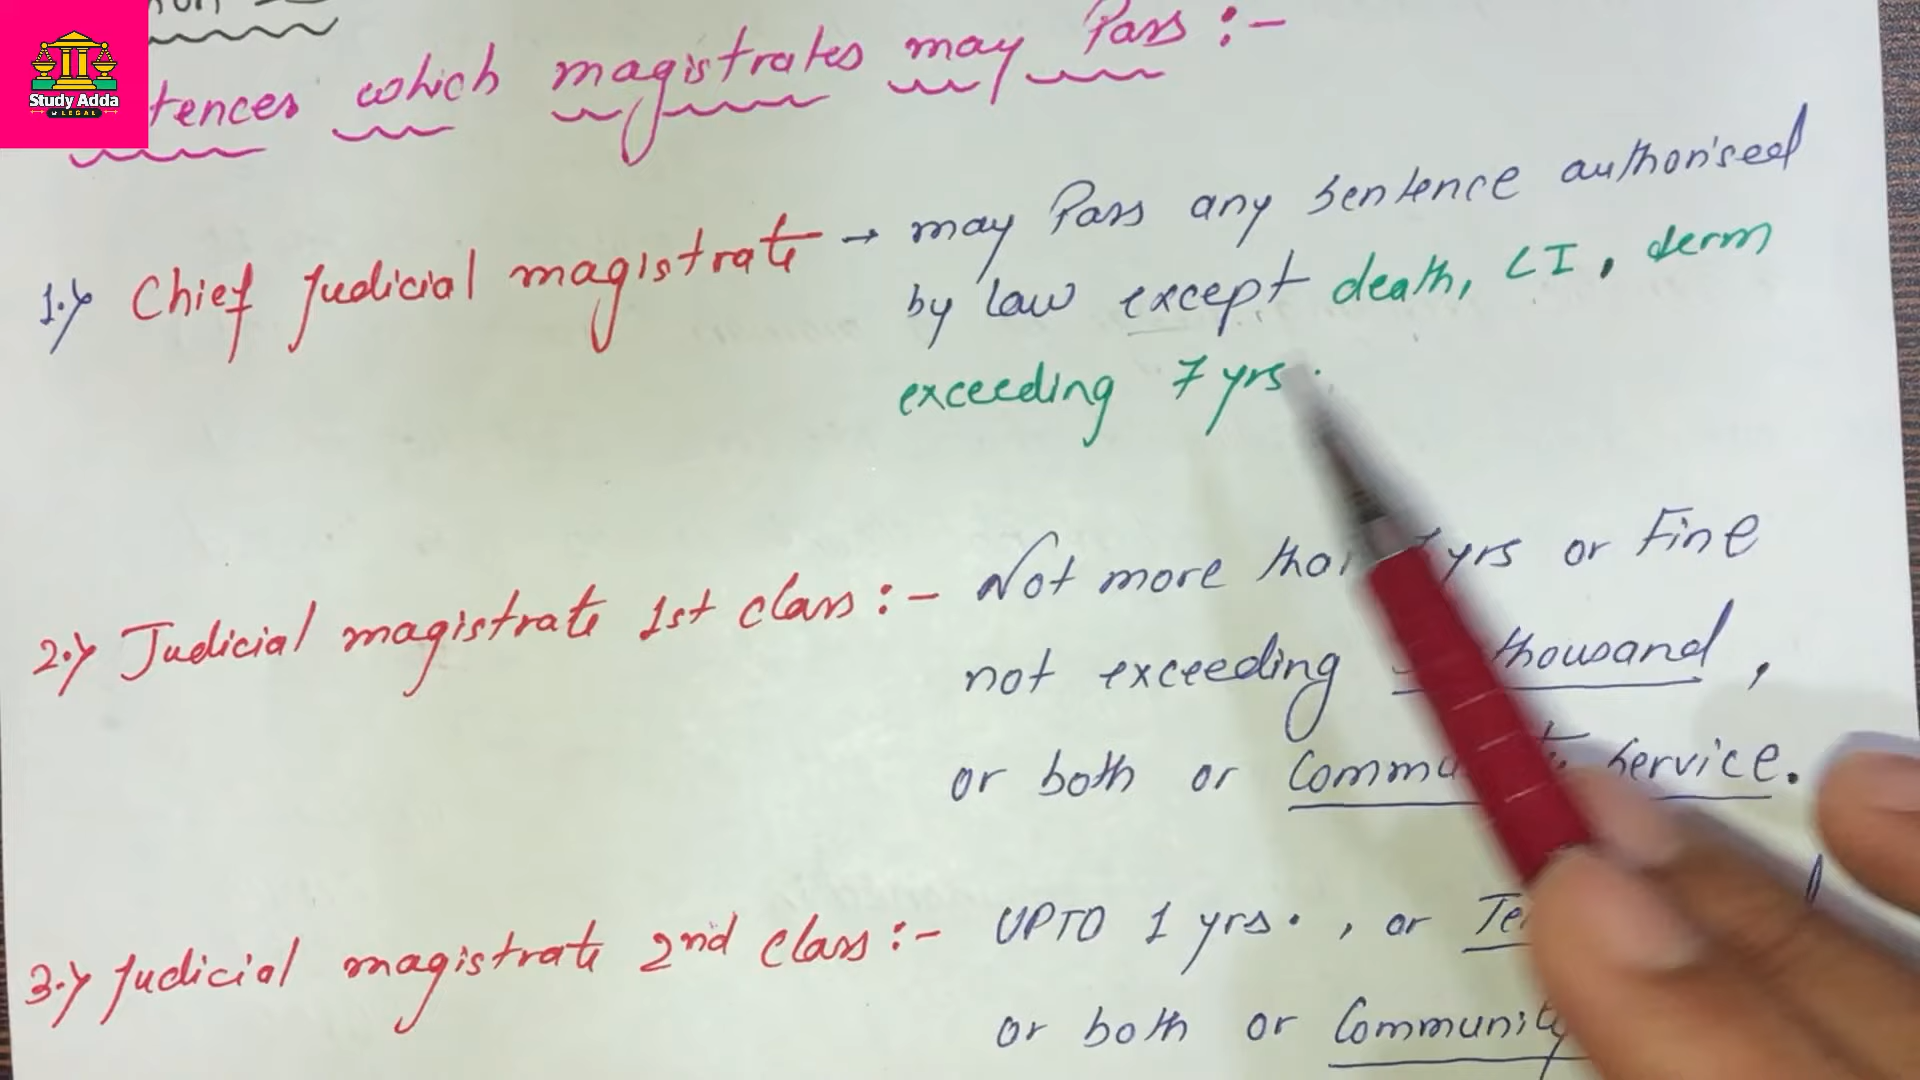 Study Adda
LEGAL
tences which magistrates may Pass :-
1.) Chief Judicial magistrate → may Pass any sentence authorised
by law except death, LI, term
exceeding 7 yrs.
2.) Judicial magistrate 1st class :- Not more yrs or Fine
not exceeding thousand,
or both or Service.
3.) Judicial magistrate 2nd class :- UPTO 1 yrs. , or
or both or Community